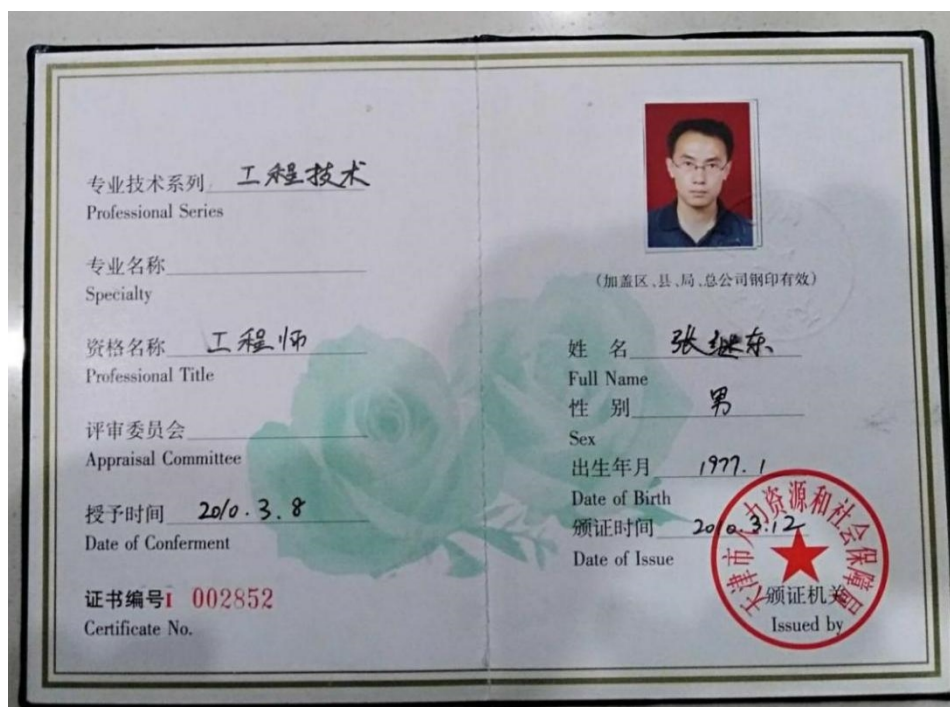 专业技术系列 工程技术
Professional Series
专业名称
Specialty
资格名称 工程师
Professional Title
评审委员会
Appraisal Committee
授予时间 2010.3.8
Date of Conferment
证书编号I 002852
Certificate No.
(加盖区、县、局、总公司钢印有效)
姓 名 张继东
Full Name
性 别 男
Sex
出生年月 1977.1
Date of Birth
颁证时间 2010.3.12
Date of Issue
天津市人力资源和社会保障局
颁证机关
Issued by